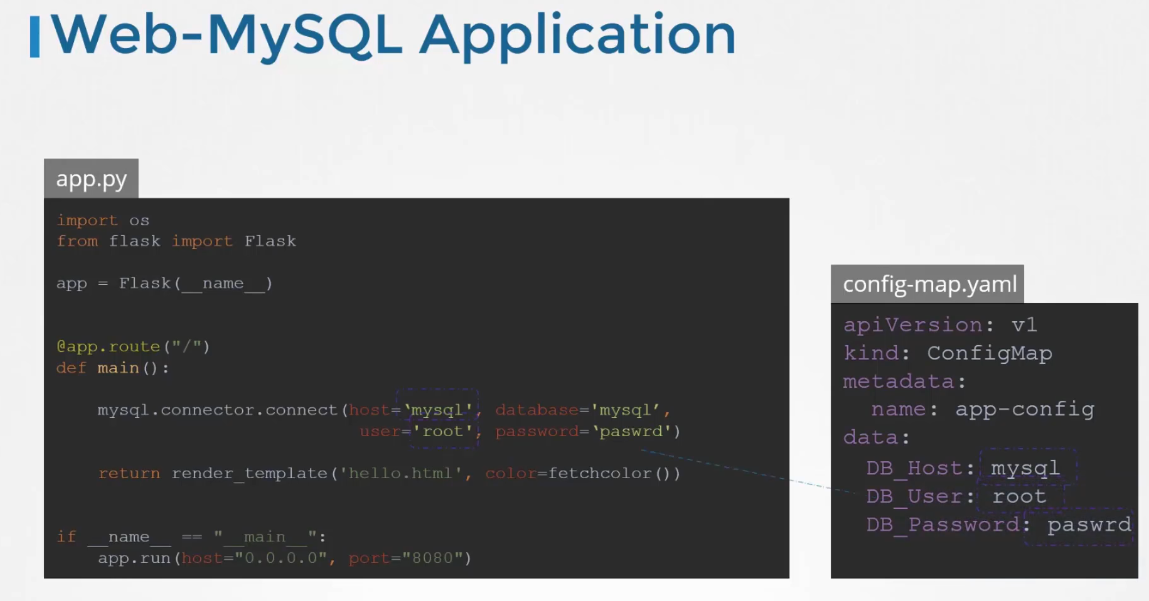 Web-MySQL Application
app.py
import os
from flask import Flask
app = Flask(__name__)
@app.route("/")
def main():
mysql.connector.connect(host='mysql', database='mysql',
user='root', password='paswrd')
return render_template('hello.html', color=fetchcolor())
if __name__ == "__main__":
app.run(host="0.0.0.0", port="8080")
config-map.yaml
apiVersion: v1
kind: ConfigMap
metadata:
name: app-config
data:
DB_Host: mysql
DB_User: root
DB_Password: paswrd